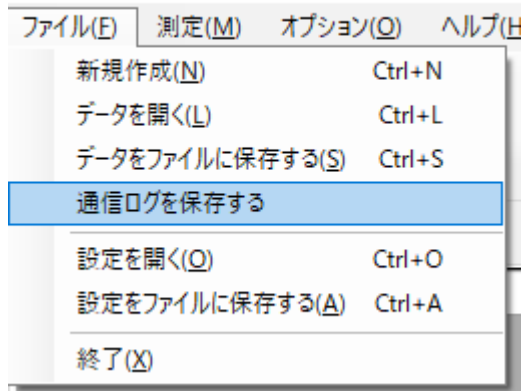 ファイル(F) 測定(M) オプション(O) ヘルプ(H
新規作成(N) Ctrl+N
データを開く(L) Ctrl+L
データをファイルに保存する(S) Ctrl+S
通信ログを保存する
設定を開く(O) Ctrl+O
設定をファイルに保存する(A) Ctrl+A
終了(X)